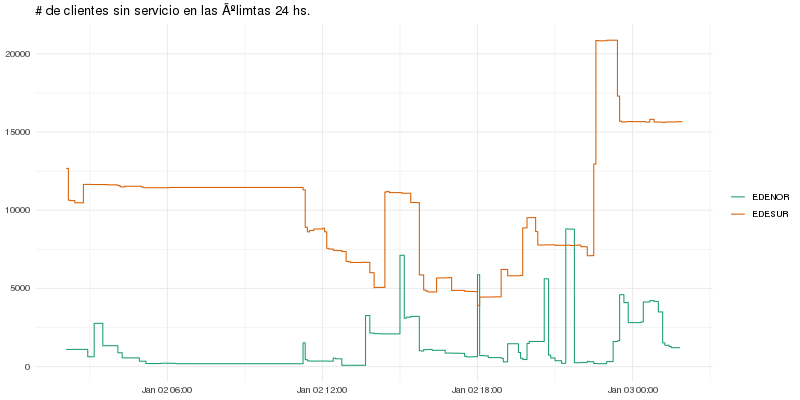 # de clientes sin servicio en las Ãºlimtas 24 hs.
20000
15000
10000
5000
0
EDENOR
EDESUR
Jan 02 06:00
Jan 02 12:00
Jan 02 18:00
Jan 03 00:00